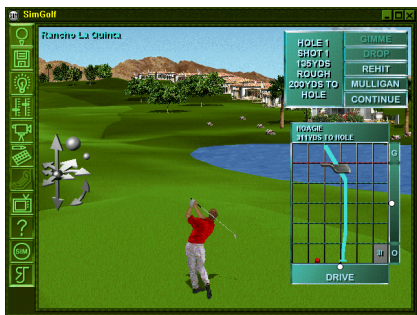 SimGolf
Rancho La Quinta
HOLE 1
SHOT 1
135YDS
ROUGH
200YDS TO
HOLE
GIMME
DROP
REHIT
MULLIGAN
CONTINUE
HOAGIE
311YDS TO HOLE
G
O
DRIVE
?
SIM